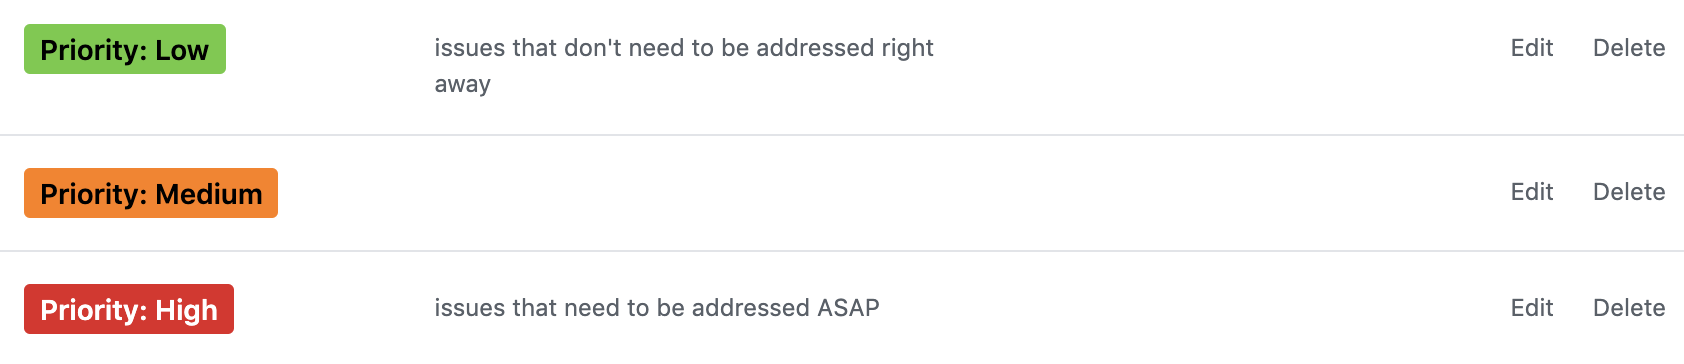 Priority: Low issues that don't need to be addressed right Edit Delete
away
Priority: Medium Edit Delete
Priority: High issues that need to be addressed ASAP Edit Delete